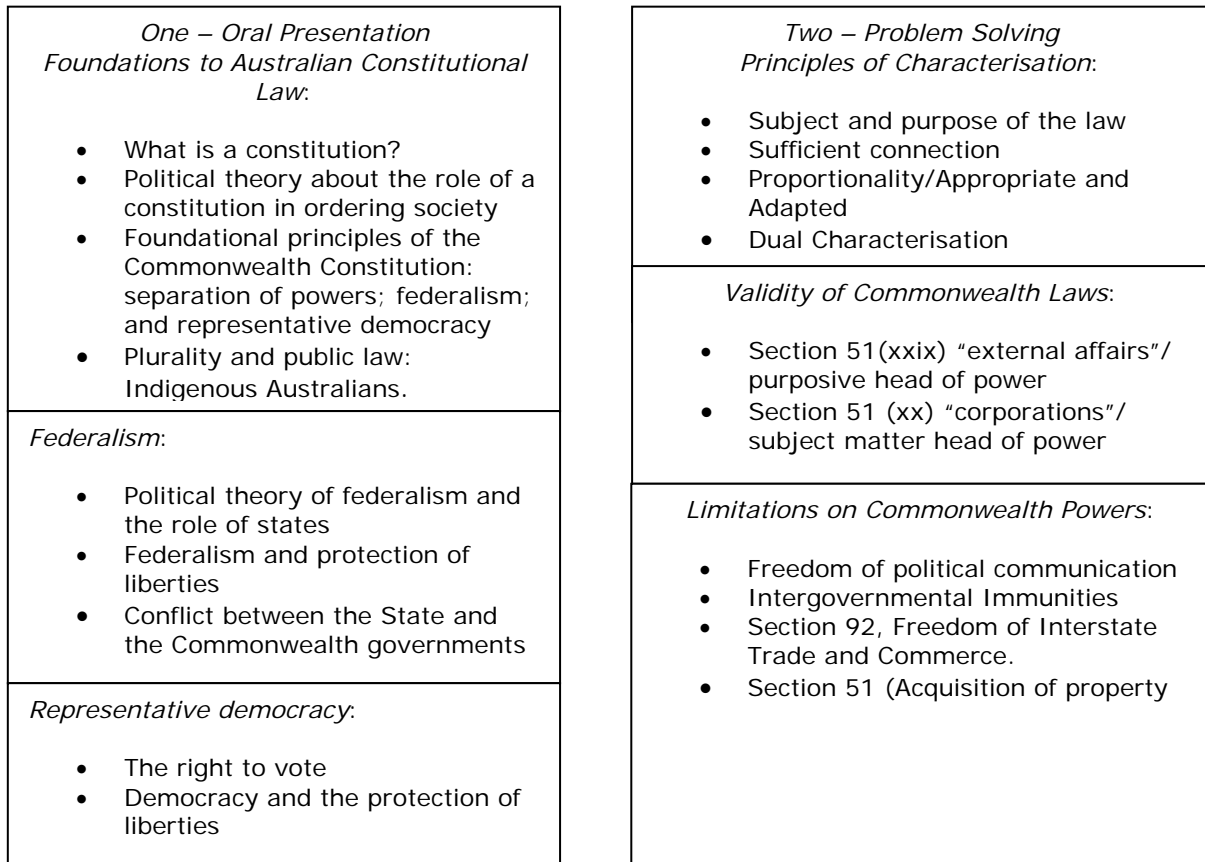 One – Oral Presentation
Foundations to Australian Constitutional
Law:
• What is a constitution?
• Political theory about the role of a
constitution in ordering society
• Foundational principles of the
Commonwealth Constitution:
separation of powers; federalism;
and representative democracy
• Plurality and public law:
Indigenous Australians.
Federalism:
• Political theory of federalism and
the role of states
• Federalism and protection of
liberties
• Conflict between the State and
the Commonwealth governments
Representative democracy:
• The right to vote
• Democracy and the protection of
liberties
Two – Problem Solving
Principles of Characterisation:
• Subject and purpose of the law
• Sufficient connection
• Proportionality/Appropriate and
Adapted
• Dual Characterisation
Validity of Commonwealth Laws:
• Section 51(xxix) “external affairs”/
purposive head of power
• Section 51 (xx) “corporations”/
subject matter head of power
Limitations on Commonwealth Powers:
• Freedom of political communication
• Intergovernmental Immunities
• Section 92, Freedom of Interstate
Trade and Commerce.
• Section 51 (Acquisition of property